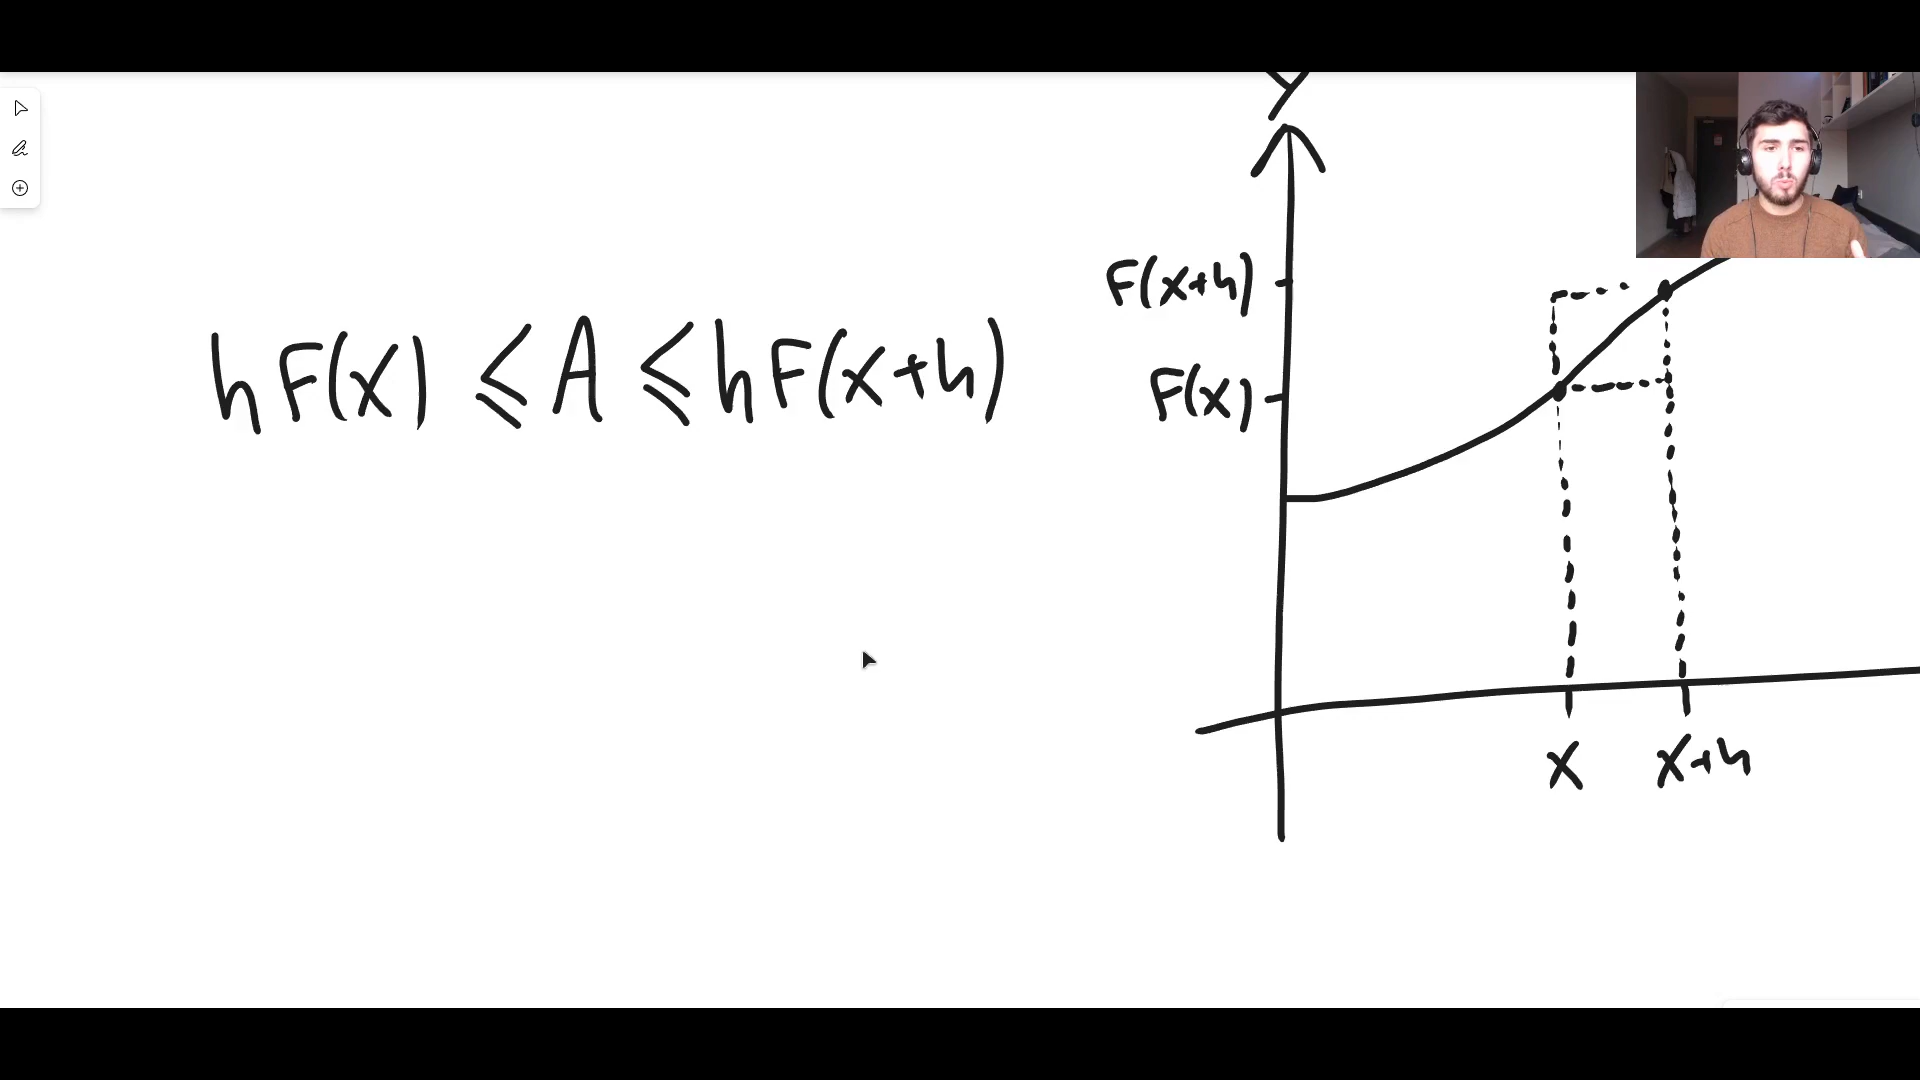 y
F(x+h)
hF(x) ≤ A ≤ hF(x+h)
F(x)
x x+h